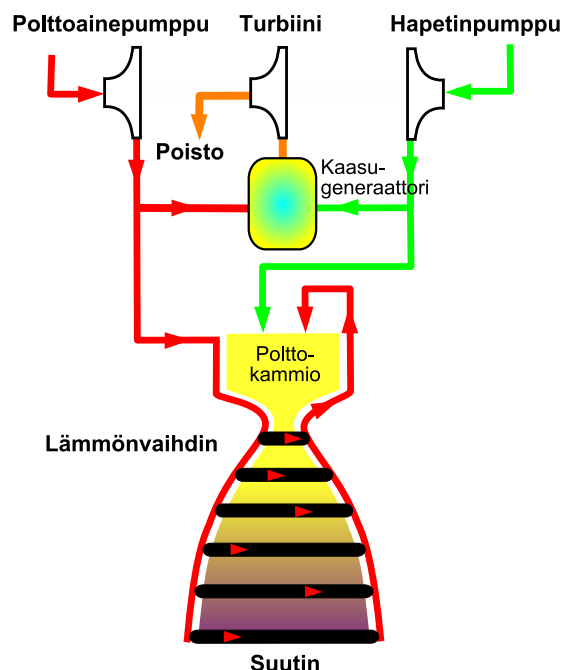 Polttoainepumppu
Turbiini
Hapetinpumppu
Poisto
Kaasu-
generaattori
Poltto-
kammio
Lämmönvaihdin
Suutin